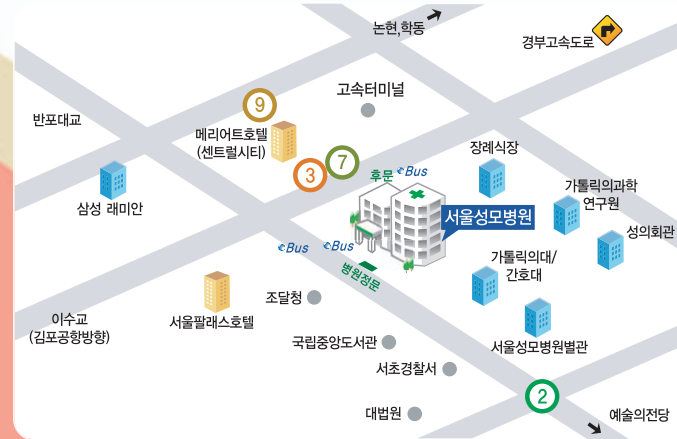 논현,학동
경부고속도로
9
고속터미널
반포대교
메리어트호텔
(센트럴시티)
7
3
후문
Bus
장례식장
가톨릭의과학
연구원
삼성 래미안
서울성모병원
성의회관
Bus
Bus
병원정문
가톨릭의대/
간호대
조달청
이수교
(김포공항방향)
서울팔래스호텔
국립중앙도서관
서울성모병원별관
서초경찰서
2
대법원
예술의전당